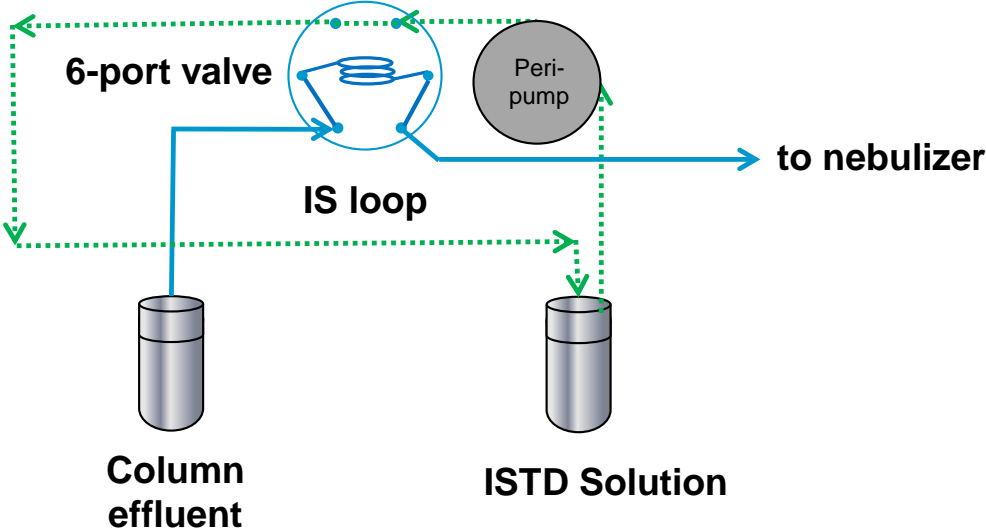 6-port valve
Peri-
pump
to nebulizer
IS loop
Column
effluent
ISTD Solution